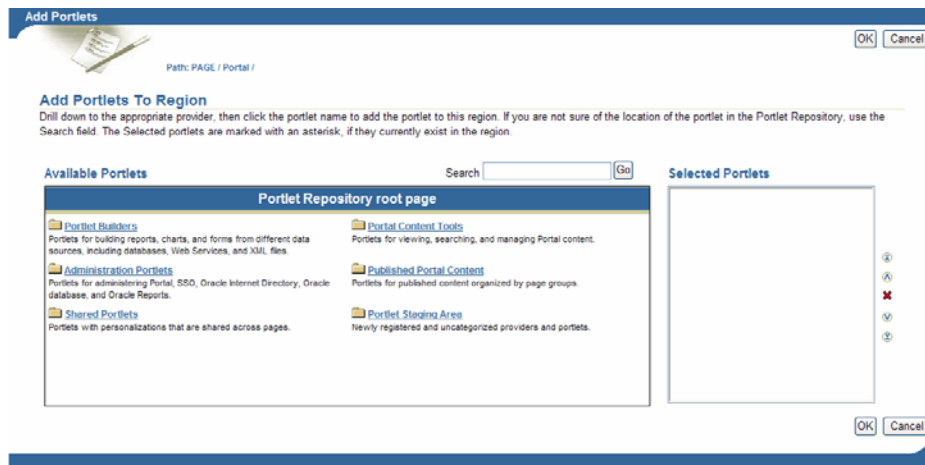 Add Portlets
OK Cancel
Path: PAGE / Portal /
Add Portlets To Region
Drill down to the appropriate provider, then click the portlet name to add the portlet to this region. If you are not sure of the location of the portlet in the Portlet Repository, use the
Search field. The Selected portlets are marked with an asterisk, if they currently exist in the region.
Available Portlets
Search Go
Selected Portlets
Portlet Repository root page
Portlet Builders
Portlets for building reports, charts, and forms from different data
sources, including databases, Web Services, and XML files.
Portal Content Tools
Portlets for viewing, searching, and managing Portal content.
Administration Portlets
Portlets for administering Portal, SSO, Oracle Internet Directory, Oracle
database, and Oracle Reports.
Published Portal Content
Portlets for published content organized by page groups.
Shared Portlets
Portlets with personalizations that are shared across pages.
Portlet Staging Area
Newly registered and uncategorized providers and portlets.
OK Cancel